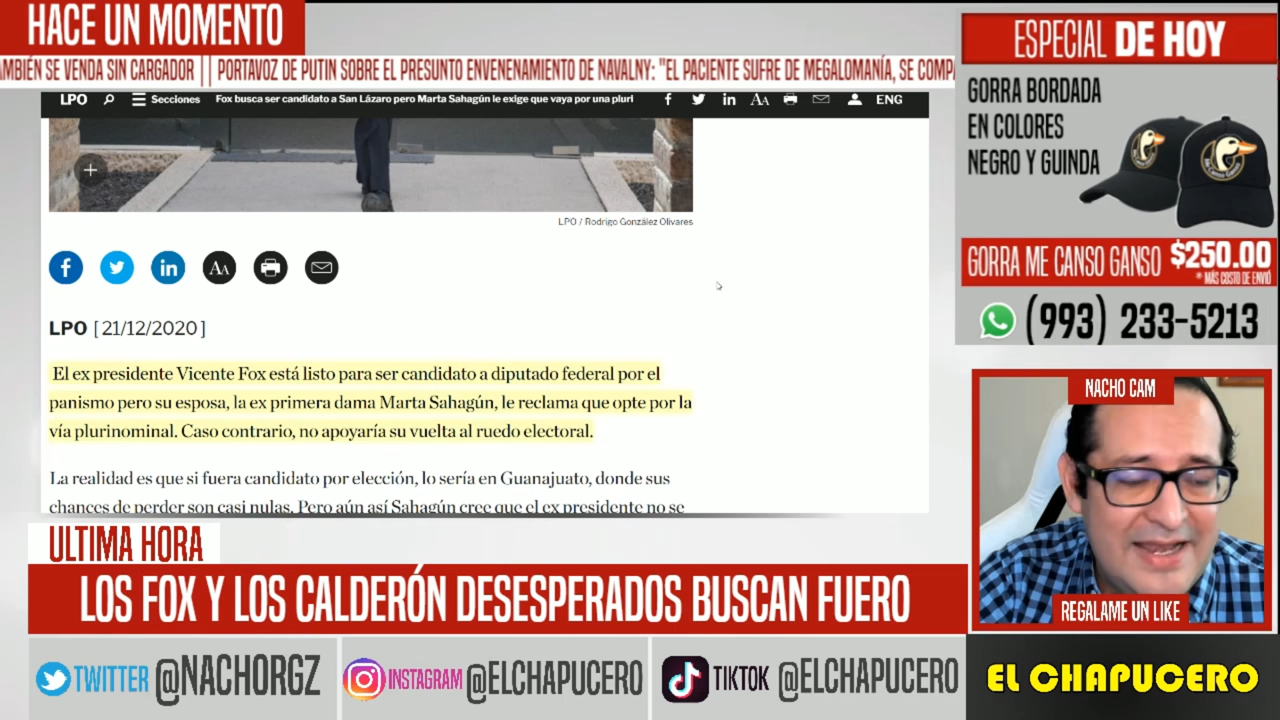 HACE UN MOMENTO
AMBIÉN SE VENDA SIN CARGADOR || PORTAVOZ DE PUTIN SOBRE EL PRESUNTO ENVENENAMIENTO DE NAVALNY: "EL PACIENTE SUFRE DE MEGALOMANÍA, SE COMPA
LPO Secciones Fox busca ser candidato a San Lázaro pero Marta Sahagún le exige que vaya por una pluri f in AA ENG
LPO / Rodrigo González Olivares
f in AA
LPO [21/12/2020]
El ex presidente Vicente Fox está listo para ser candidato a diputado federal por el
panismo pero su esposa, la ex primera dama Marta Sahagún, le reclama que opte por la
vía plurinominal. Caso contrario, no apoyaría su vuelta al ruedo electoral.
La realidad es que si fuera candidato por elección, lo sería en Guanajuato, donde sus
chances de perder son casi nulas. Pero aún así Sahagún cree que el ex presidente no se
ULTIMA HORA
LOS FOX Y LOS CALDERÓN DESESPERADOS BUSCAN FUERO
TWITTER @NACHORGZ
INSTAGRAM @ELCHAPUCERO
TIKTOK @ELCHAPUCERO
ESPECIAL DE HOY
GORRA BORDADA
EN COLORES
NEGRO Y GUINDA
Me Canso Ganso
GORRA ME CANSO GANSO $250.00
* MÁS COSTO DE ENVIÓ
(993) 233-5213
NACHO CAM
REGALAME UN LIKE
EL CHAPUCERO